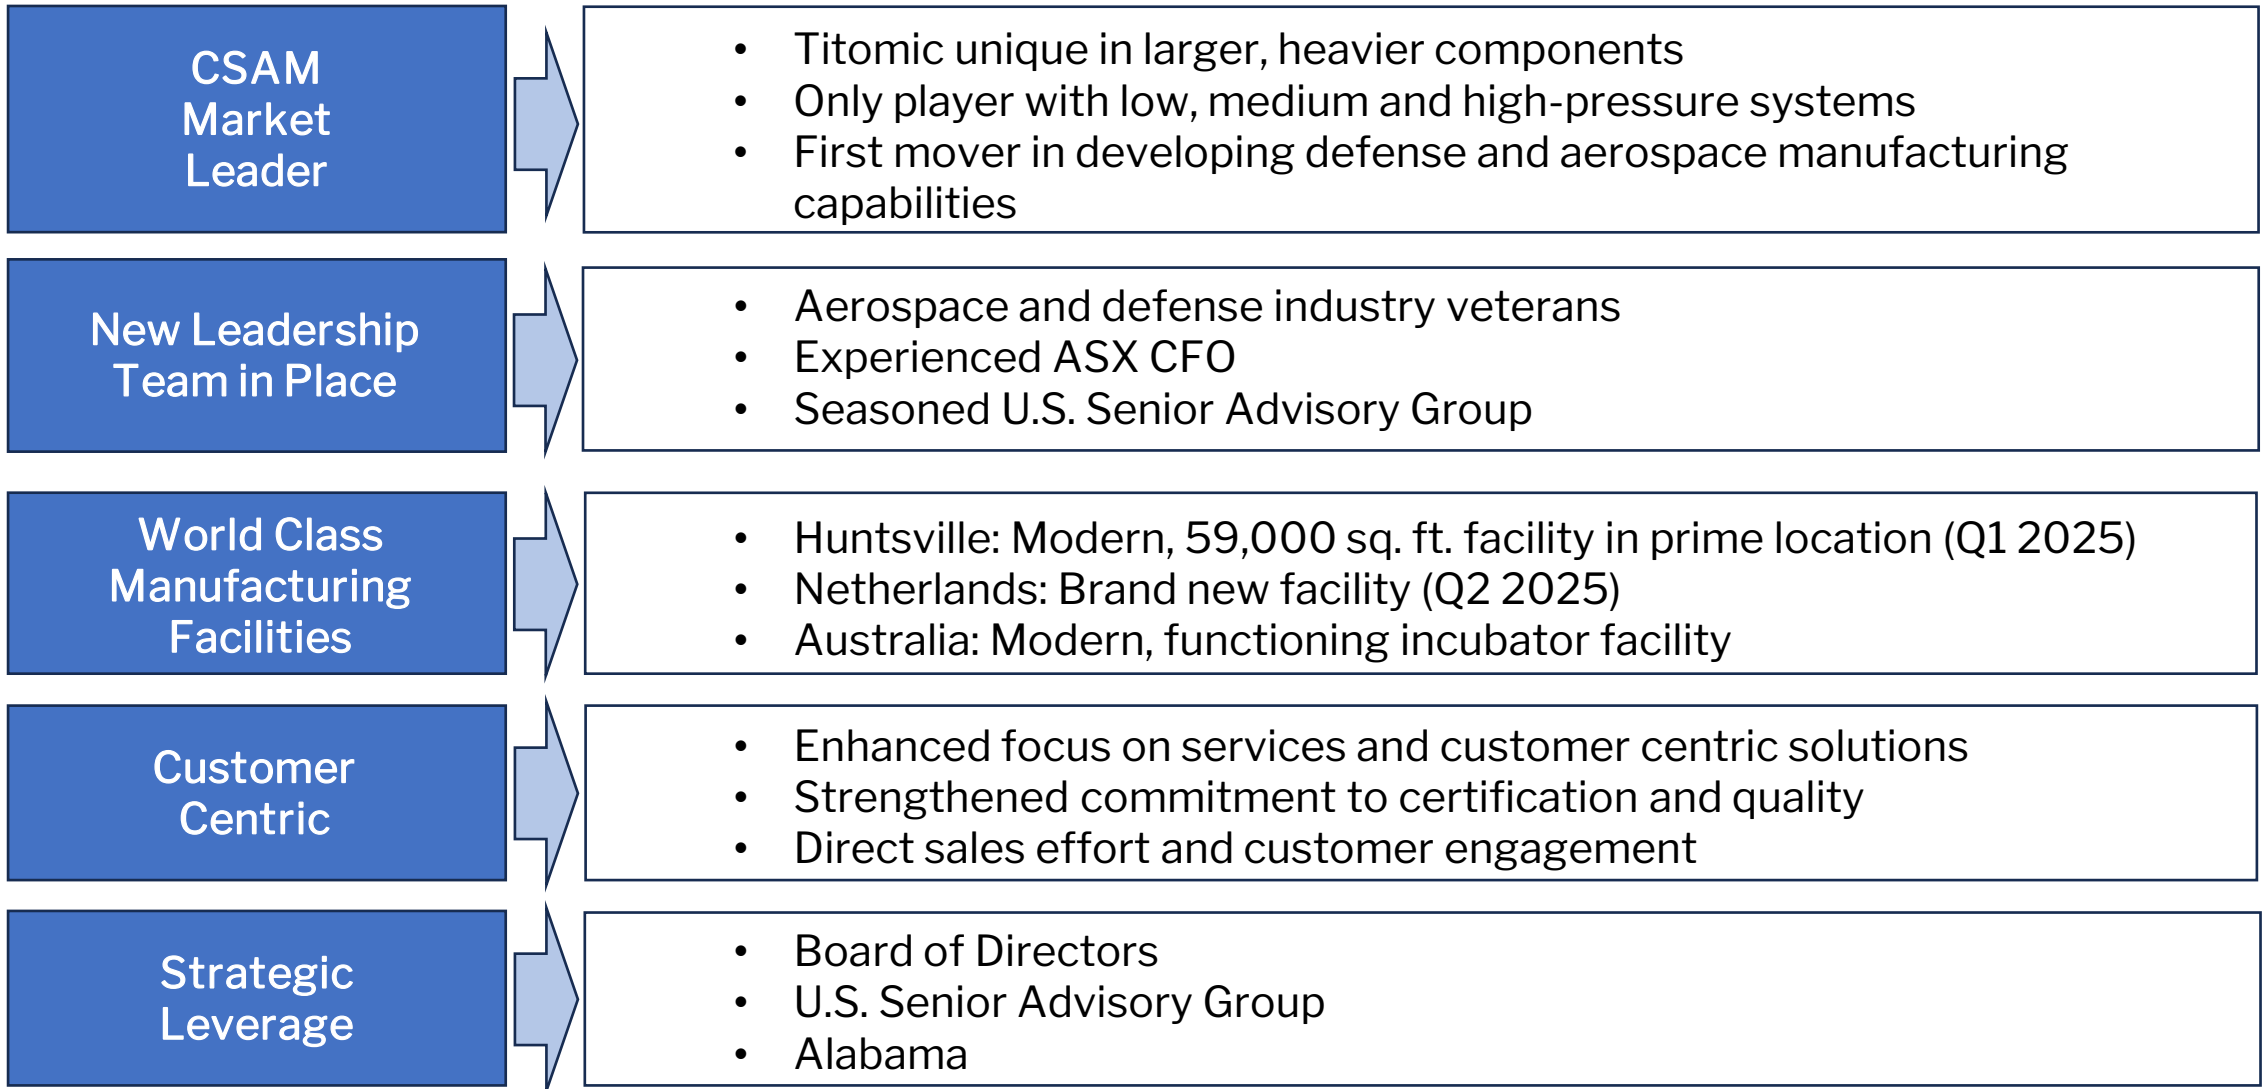 CSAM
Market
Leader
• Titomic unique in larger, heavier components
• Only player with low, medium and high-pressure systems
• First mover in developing defense and aerospace manufacturing
capabilities
New Leadership
Team in Place
• Aerospace and defense industry veterans
• Experienced ASX CFO
• Seasoned U.S. Senior Advisory Group
World Class
Manufacturing
Facilities
• Huntsville: Modern, 59,000 sq. ft. facility in prime location (Q1 2025)
• Netherlands: Brand new facility (Q2 2025)
• Australia: Modern, functioning incubator facility
Customer
Centric
• Enhanced focus on services and customer centric solutions
• Strengthened commitment to certification and quality
• Direct sales effort and customer engagement
Strategic
Leverage
• Board of Directors
• U.S. Senior Advisory Group
• Alabama